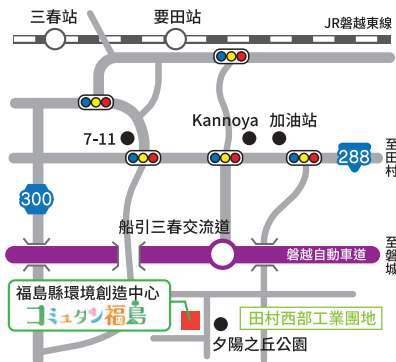 三春站
要田站
JR磐越東線
Kannoya
加油站
7-11
288
至田村
300
船引三春交流道
磐越自動車道
至磐城
福島縣環境創造中心
コミュタン福島
田村西部工業團地
夕陽之丘公園